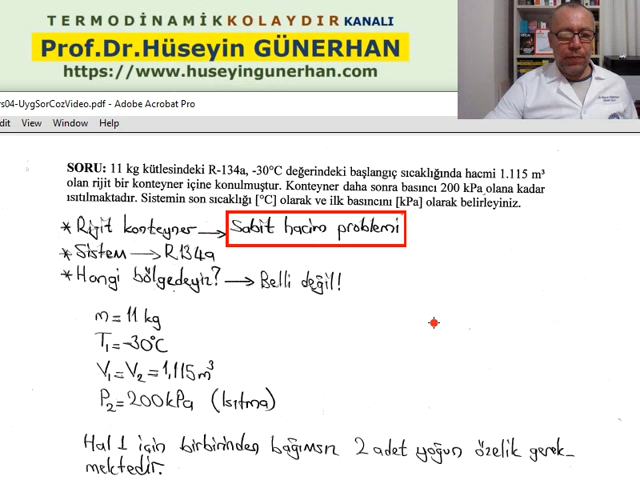 TERMODİNAMİKKOLAYDIR KANALI
Prof.Dr.Hüseyin GÜNERHAN
https://www.huseyingunerhan.com
rs04-UygSorCozVideo.pdf - Adobe Acrobat Pro
dit View Window Help
SORU: 11 kg kütlesindeki R-134a, -30°C değerindeki başlangıç sıcaklığında hacmi 1.115 m³
olan rijit bir konteyner içine konulmuştur. Konteyner daha sonra basıncı 200 kPa olana kadar
ısıtılmaktadır. Sistemin son sıcaklığı [°C] olarak ve ilk basıncını [kPa] olarak belirleyiniz.
* Rijit konteyner → Sabit hacim problemi
* Sistem → R134a
* Hangi bölgedeyiz? → Belli değil!
m = 11 kg
T₁ = -30°C
V₁ = V₂ = 1,115 m³
P₂ = 200 kPa (Isıtma)
Hal 1 için birbirinden bağımsız 2 adet yoğun özelik gerek-
mektedir.